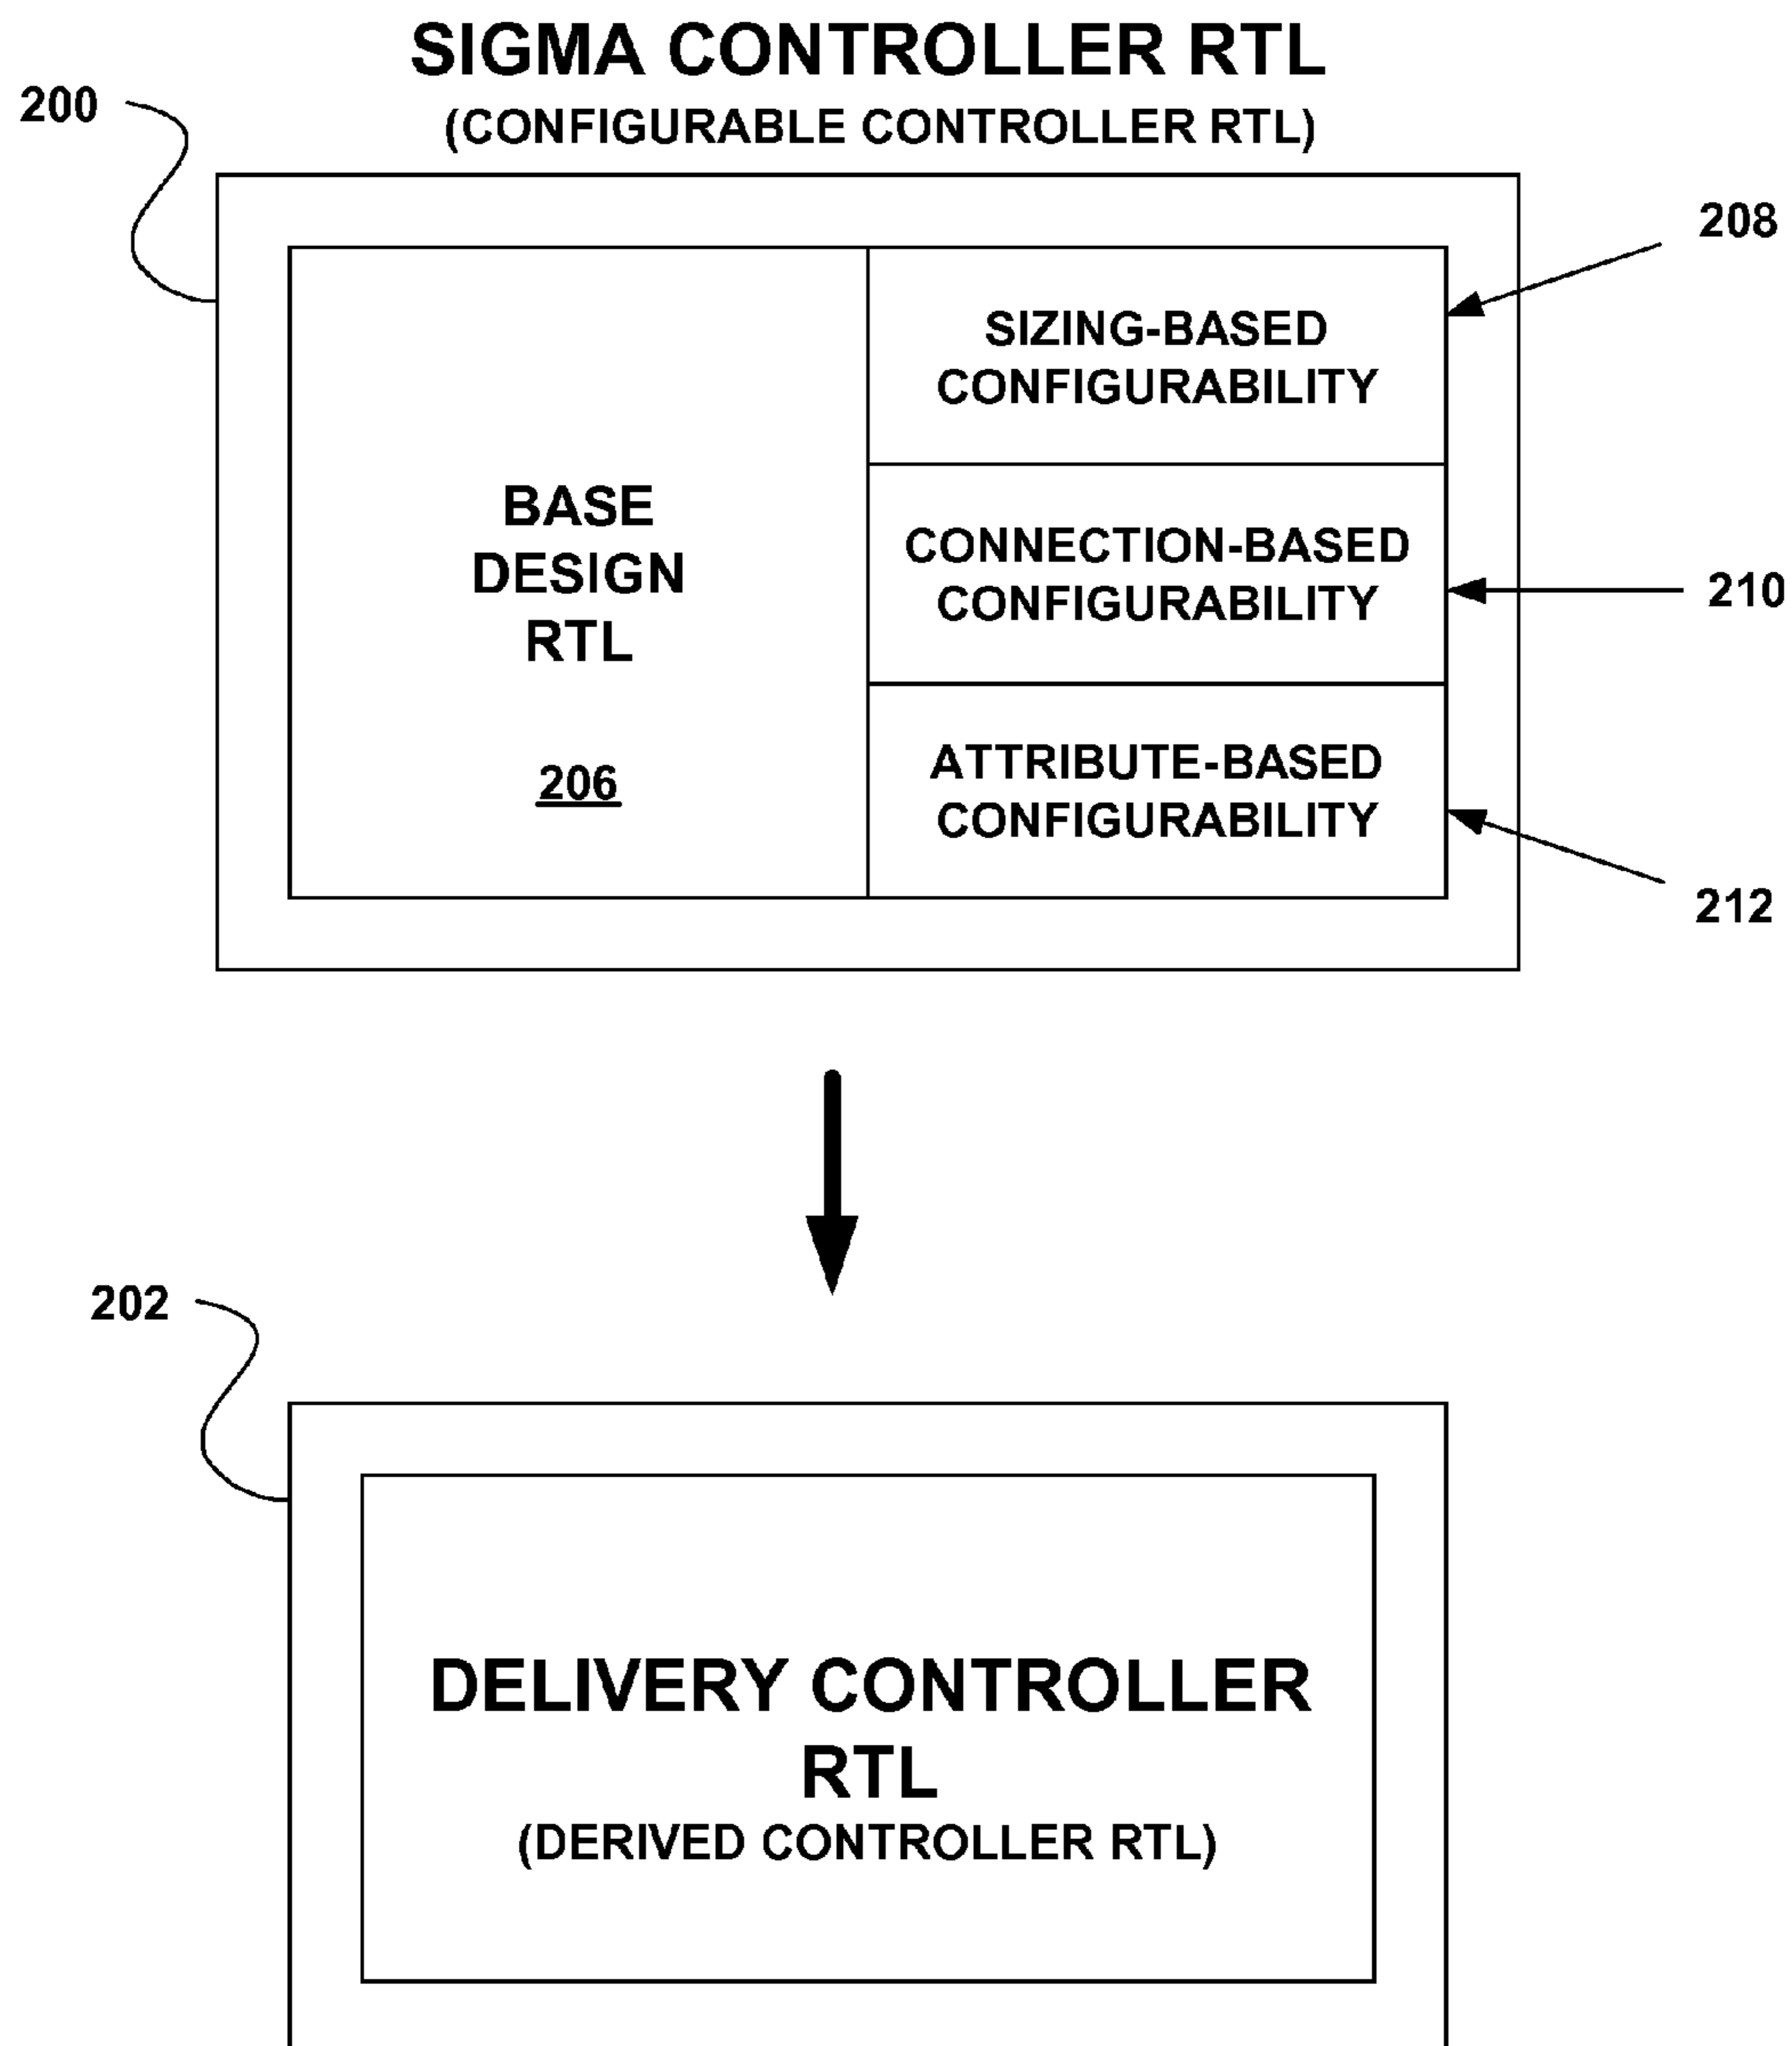 SIGMA CONTROLLER RTL
(CONFIGURABLE CONTROLLER RTL)
200
208
SIZING-BASED
CONFIGURABILITY
BASE
DESIGN
RTL
206
CONNECTION-BASED
CONFIGURABILITY
210
ATTRIBUTE-BASED
CONFIGURABILITY
212
202
DELIVERY CONTROLLER
RTL
(DERIVED CONTROLLER RTL)